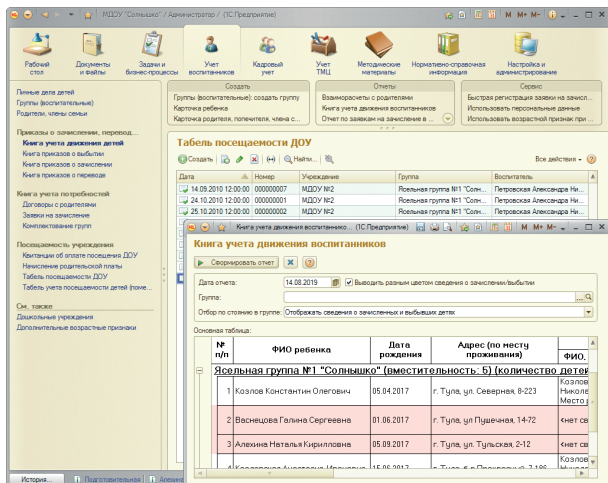 МДОУ "Солнышко" / Администратор / (1С:Предприятие)
M M+ M-
Рабочий стол
Документы и файлы
Задачи и бизнес-процессы
Учет воспитанников
Кадровый учет
Учет ТМЦ
Методические материалы
Нормативно-справочная информация
Настройка и администрирование
Личные дела детей
Группы (воспитательные)
Родители, члены семьи
Приказы о зачислении, перевод...
Книга учета движения детей
Книга приказов о выбытии
Книга приказов о зачислении
Книга приказов о переводе
Книга учета потребностей
Договоры с родителями
Заявки на зачисление
Комплектование групп
Посещаемость учреждения
Квитанции об оплате посещения ДОУ
Начисление родительской платы
Табель посещаемости ДОУ
Табель учета посещаемости детей (поме...
См. также
Дошкольные учреждения
Дополнительные возрастные признаки
Создать
Группы (воспитательные): создать группу
Карточка ребенка
Карточка родителя, попечителя, члена с...
Отчеты
Взаиморасчеты с родителями
Книга учета движения воспитанников
Отчет по заявкам на зачисление в ...
Сервис
Быстрая регистрация заявки на зачисл...
Использовать персональные данные
Использовать возрастной признак при ...
Табель посещаемости ДОУ
Создать
Найти...
Все действия
Дата Номер Учреждение Группа Воспитатель
14.09.2010 12:00:00 000000007 МДОУ №2 Ясельная группа №1 "Солн... Петровская Александра Ни...
24.10.2010 12:00:00 000000001 МДОУ №2 Ясельная группа №1 "Солн... Петровская Александра Ни...
25.10.2010 12:00:00 000000002 МДОУ №2 Ясельная группа №1 "Солн... Петровская Александра Ни...
Книга учета движения воспитаннико... (1С:Предприятие)
M M+ M-
Книга учета движения воспитанников
Сформировать отчет
Дата отчета: 14.08.2019 Выводить разным цветом сведения о зачислении/выбытии
Группа:
Отбор по стоянию в группе: Отображать сведения о зачисленных и выбывших детях
Основная таблица:
№ п/п ФИО ребенка Дата рождения Адрес (по месту проживания) ФИО,
Ясельная группа №1 "Солнышко" (вместительность: 5) (количество детей
1 Козлов Константин Олегович 05.04.2017 г. Тула, ул. Северная, 8-223 Козлов Никола Место
2 Васнецова Галина Сергеевна 01.06.2017 г. Тула, ул Пушечная, 14-72 <нет св
3 Алехина Наталья Кирилловна 05.09.2017 г. Тула, ул. Тульская, 2-12 <нет св
Козлов
История...
Подготовительная